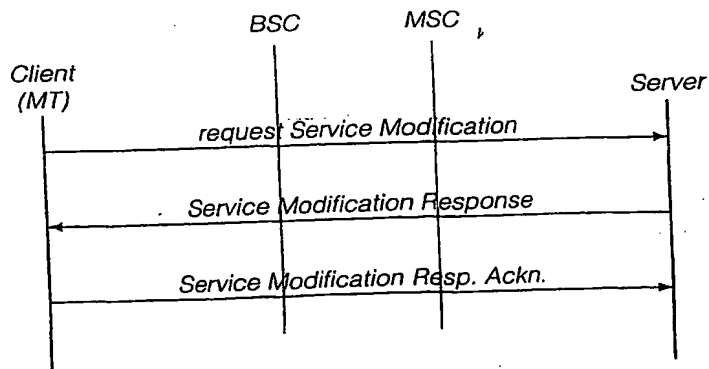 BSC
MSC
Client
(MT)
Server
request Service Modification
Service Modification Response
Service Modification Resp. Ackn.